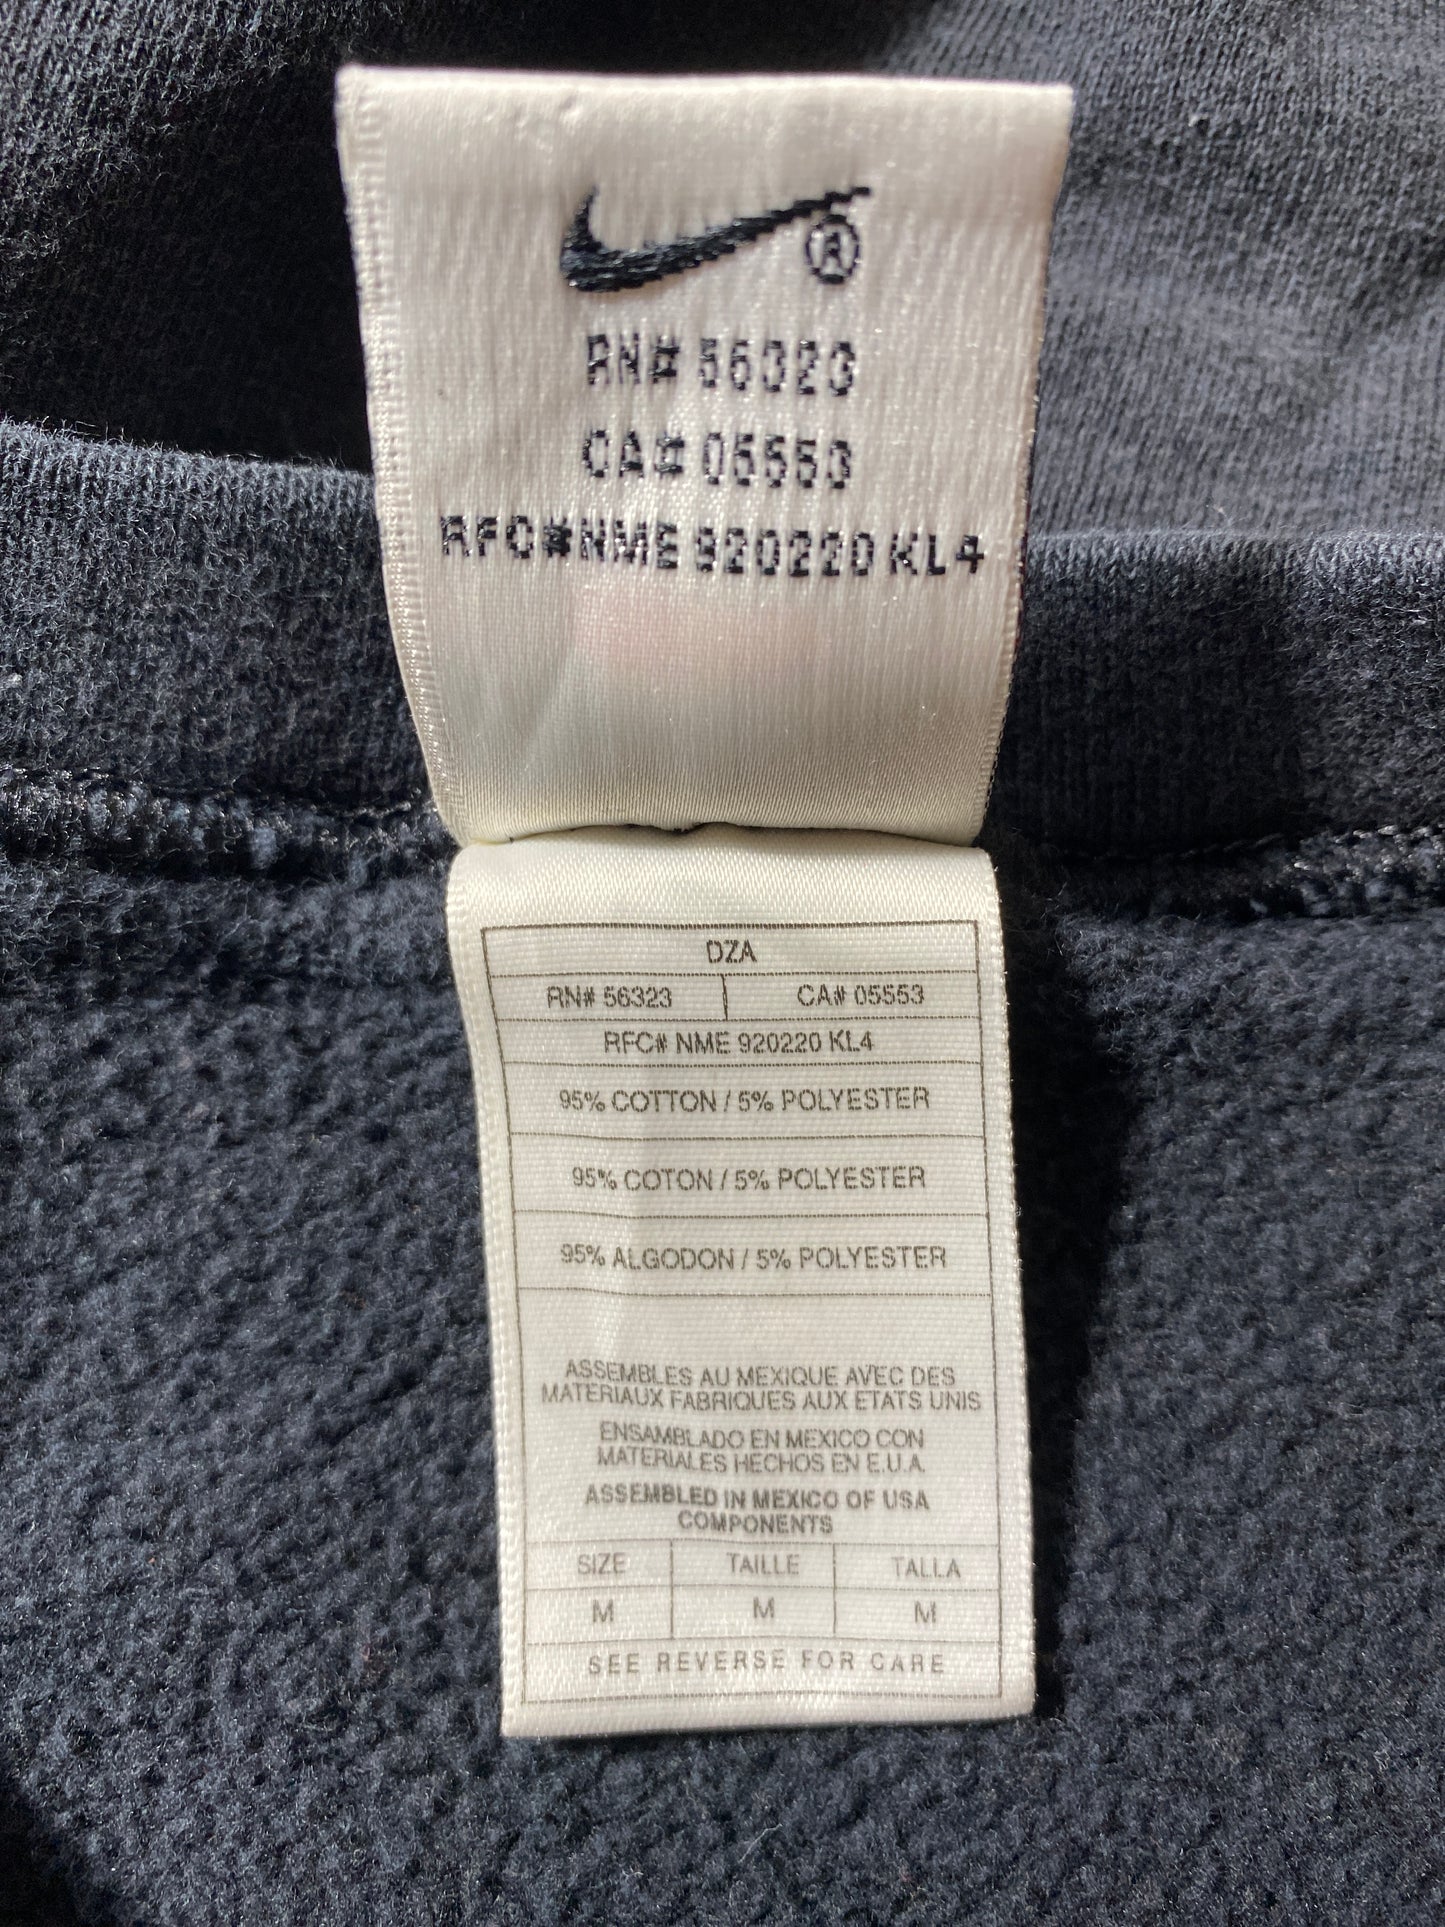 ®
RN# 56323
CA# 05553
RFC# NME 920220 KL4
DZA
RN# 56323 CA# 05553
RFC# NME 920220 KL4
95% COTTON / 5% POLYESTER
95% COTON / 5% POLYESTER
95% ALGODON / 5% POLYESTER
ASSEMBLES AU MEXIQUE AVEC DES
MATERIAUX FABRIQUES AUX ETATS UNIS
ENSAMBLADO EN MEXICO CON
MATERIALES HECHOS EN E.U.A.
ASSEMBLED IN MEXICO OF USA
COMPONENTS
SIZE TAILLE TALLA
M M M
SEE REVERSE FOR CARE